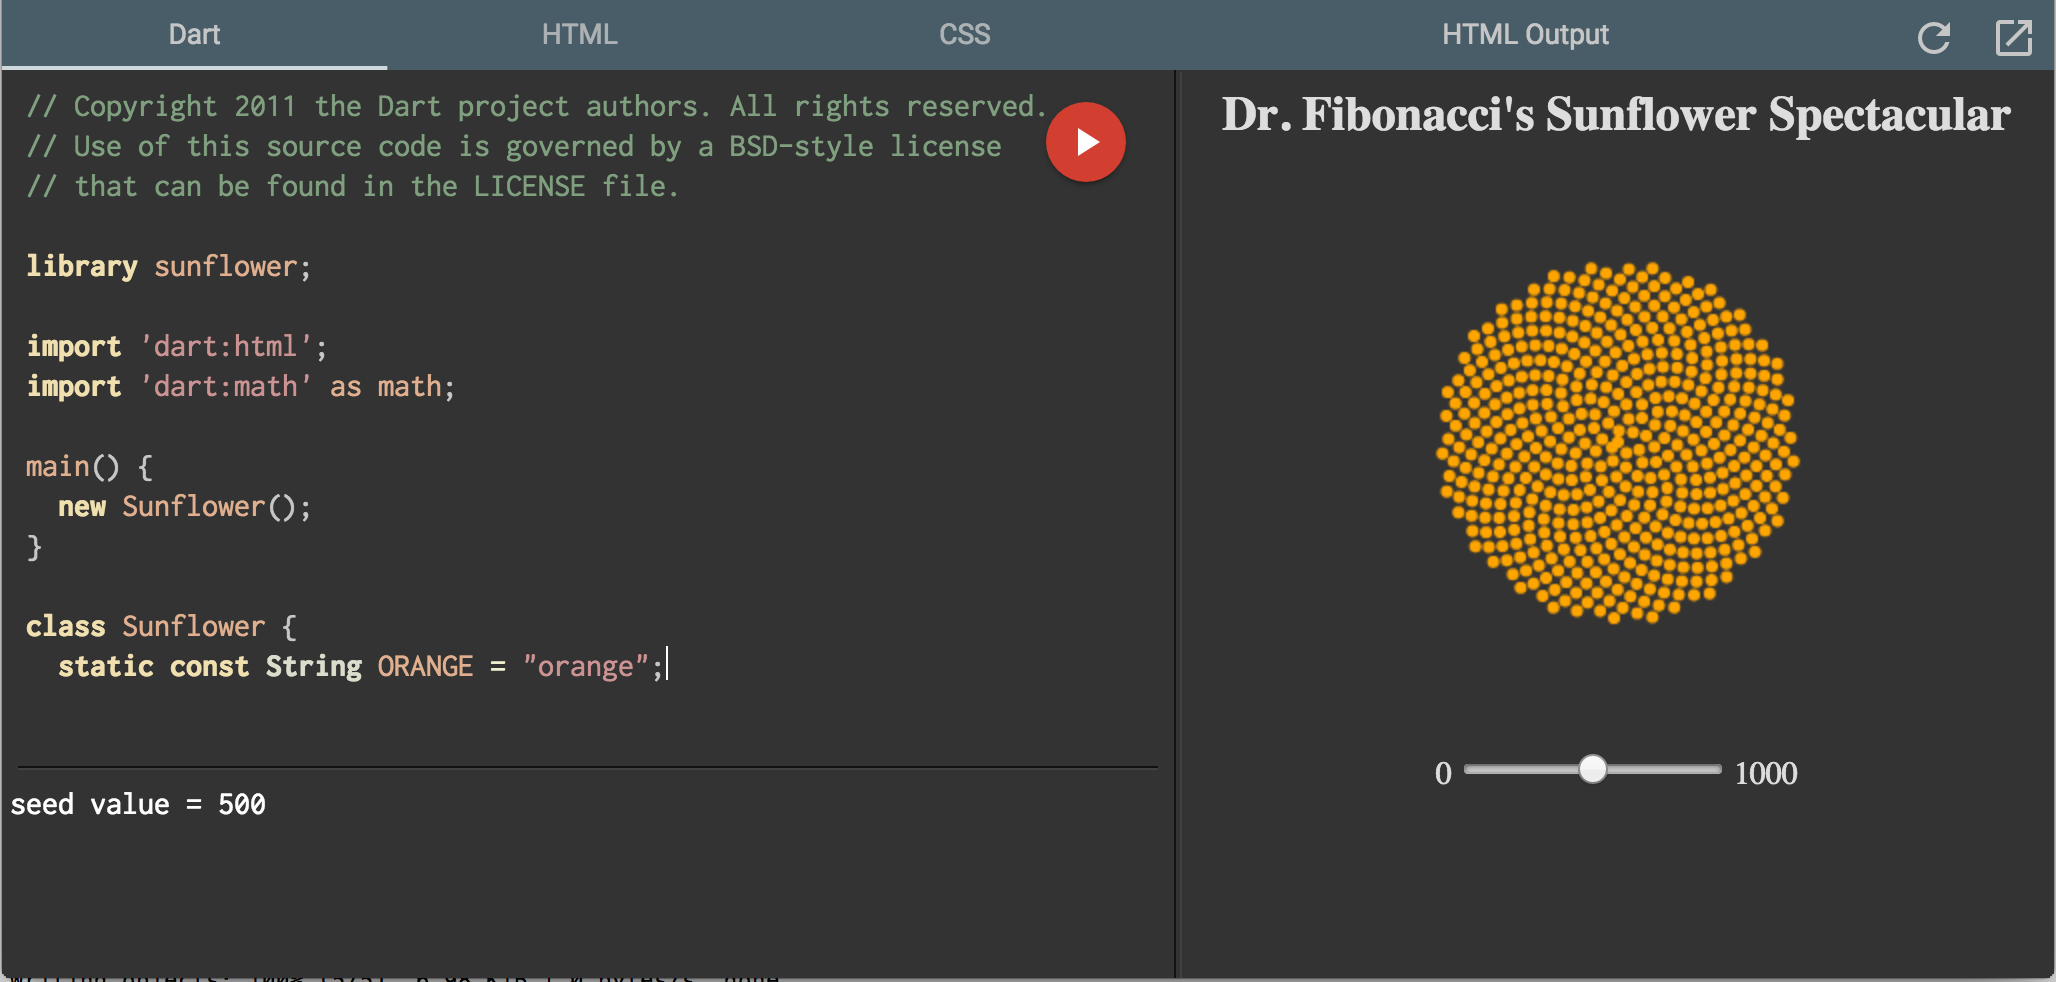 Dart HTML CSS HTML Output
// Copyright 2011 the Dart project authors. All rights reserved.
// Use of this source code is governed by a BSD-style license
// that can be found in the LICENSE file.
library sunflower;
import 'dart:html';
import 'dart:math' as math;
main() {
  new Sunflower();
}
class Sunflower {
  static const String ORANGE = "orange";
seed value = 500
Dr. Fibonacci's Sunflower Spectacular
0 1000